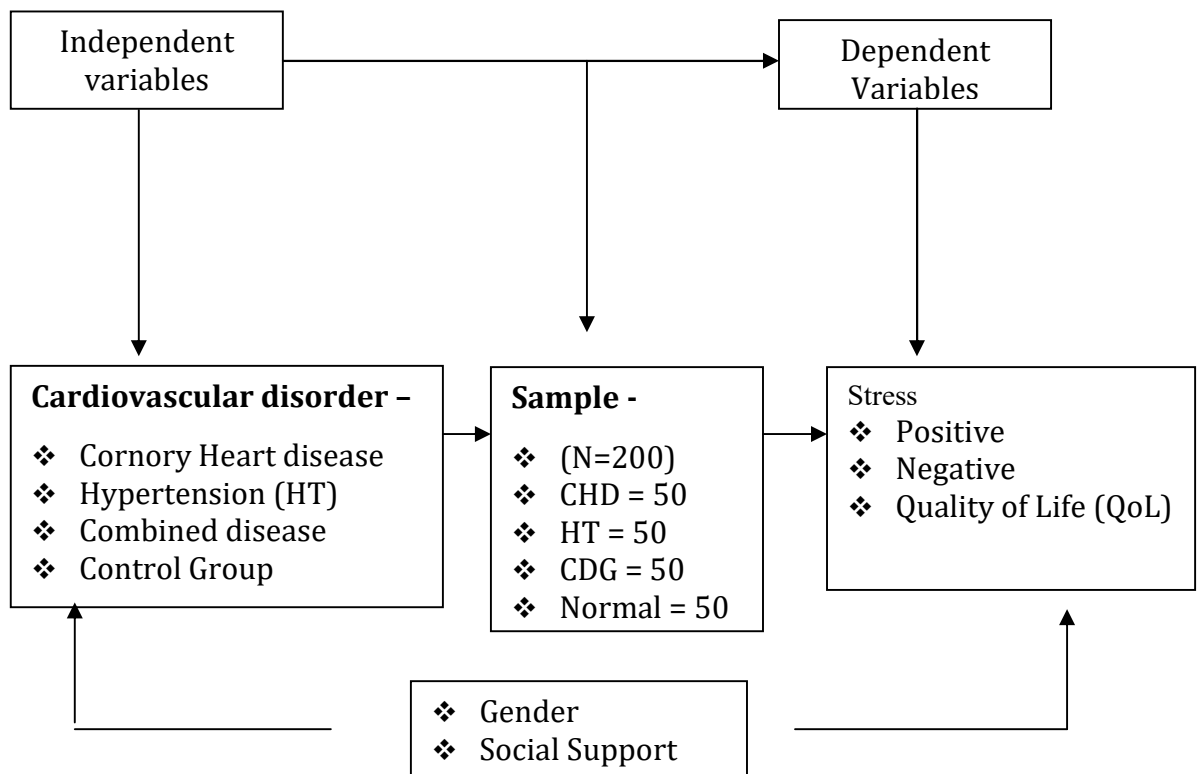 Independent
variables
Dependent
Variables
Cardiovascular disorder –
❖ Cornory Heart disease
❖ Hypertension (HT)
❖ Combined disease
❖ Control Group
Sample -
❖ (N=200)
❖ CHD = 50
❖ HT = 50
❖ CDG = 50
❖ Normal = 50
Stress
❖ Positive
❖ Negative
❖ Quality of Life (QoL)
❖ Gender
❖ Social Support